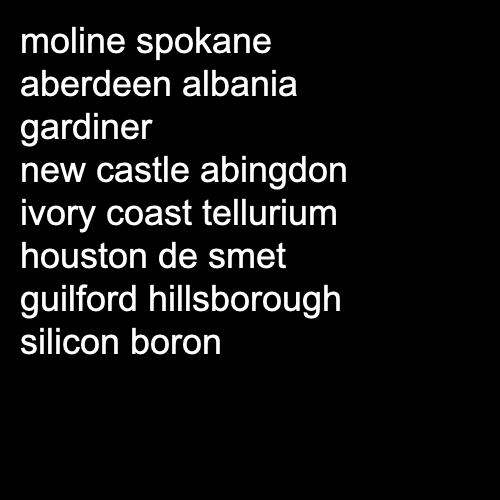 moline spokane
aberdeen albania
gardiner
new castle abingdon
ivory coast tellurium
houston de smet
guilford hillsborough
silicon boron